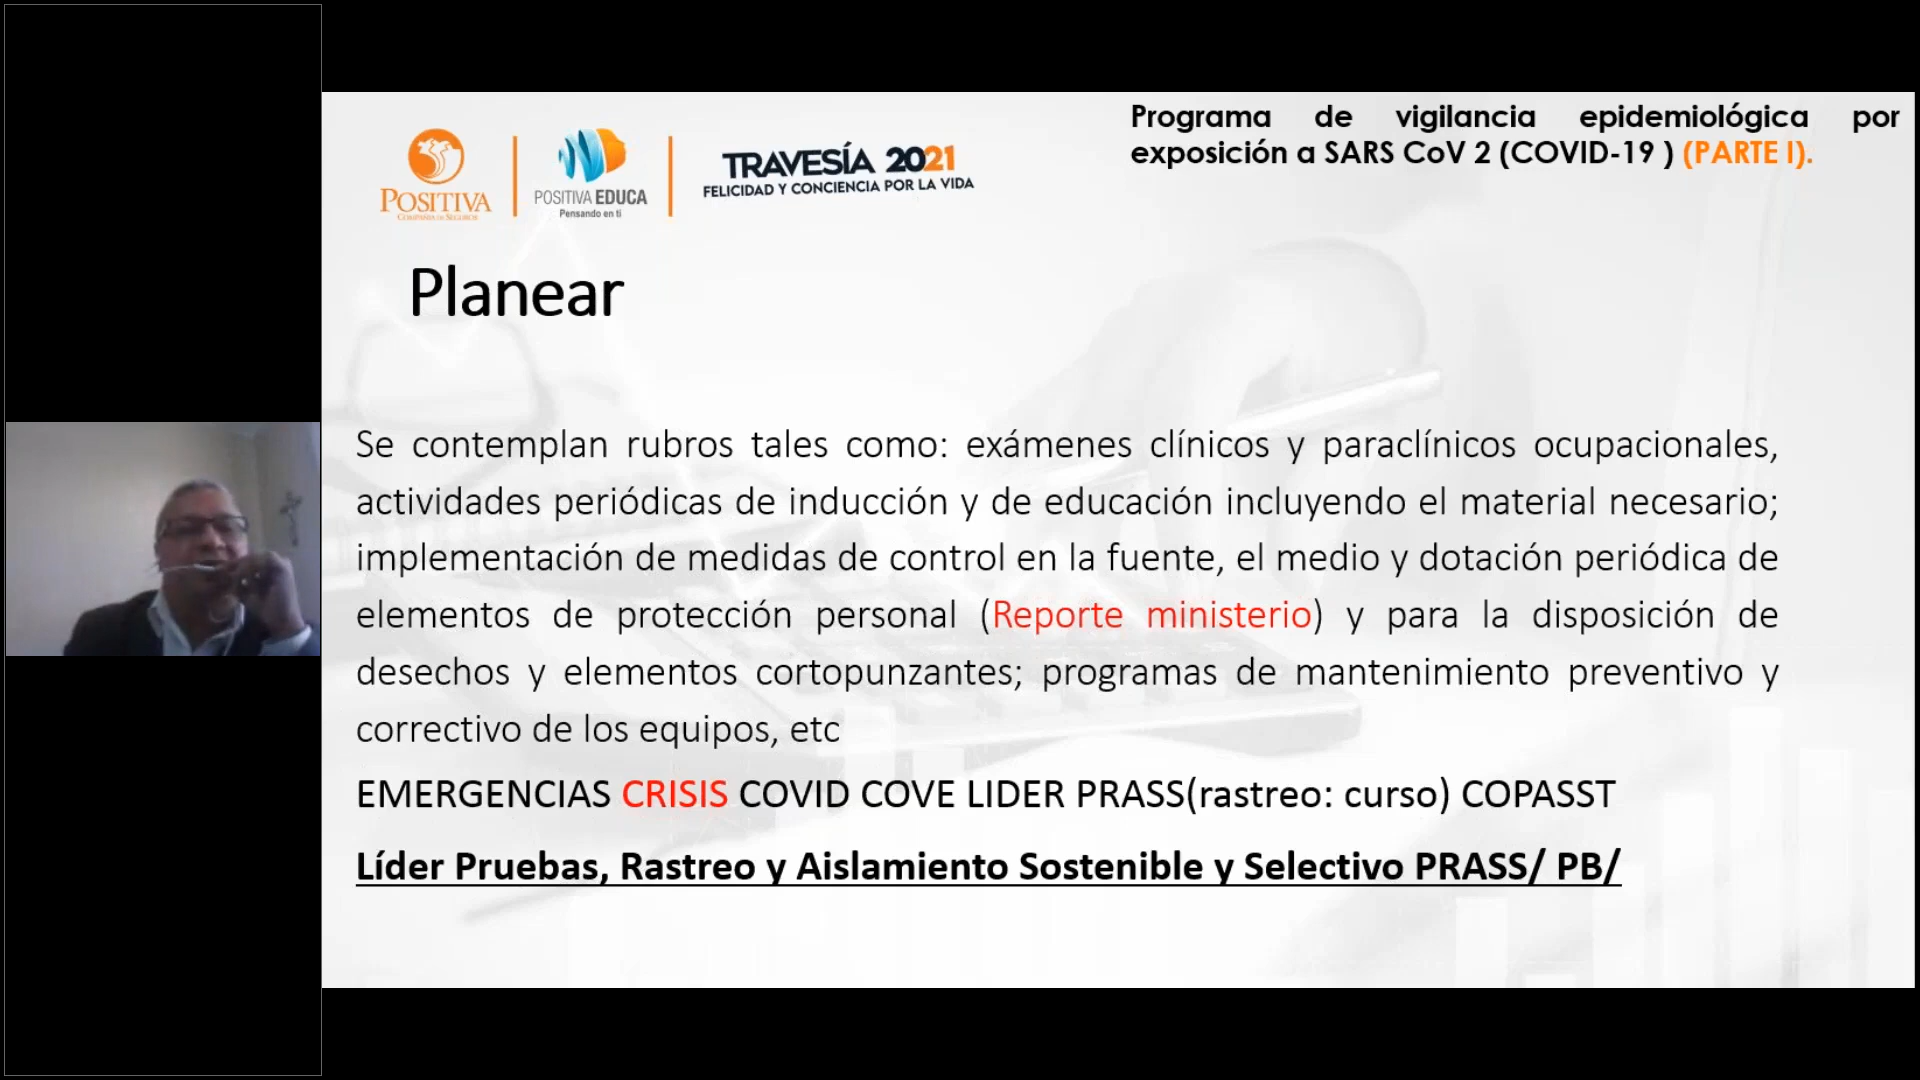 POSITIVA
COMPAÑÍA DE SEGUROS
POSITIVA EDUCA
Pensando en ti
TRAVESÍA 2021
FELICIDAD Y CONCIENCIA POR LA VIDA
Programa de vigilancia epidemiológica por
exposición a SARS CoV 2 (COVID-19 ) (PARTE I).
Planear
Se contemplan rubros tales como: exámenes clínicos y paraclínicos ocupacionales,
actividades periódicas de inducción y de educación incluyendo el material necesario;
implementación de medidas de control en la fuente, el medio y dotación periódica de
elementos de protección personal (Reporte ministerio) y para la disposición de
desechos y elementos cortopunzantes; programas de mantenimiento preventivo y
correctivo de los equipos, etc
EMERGENCIAS CRISIS COVID COVE LIDER PRASS(rastreo: curso) COPASST
Líder Pruebas, Rastreo y Aislamiento Sostenible y Selectivo PRASS/ PB/